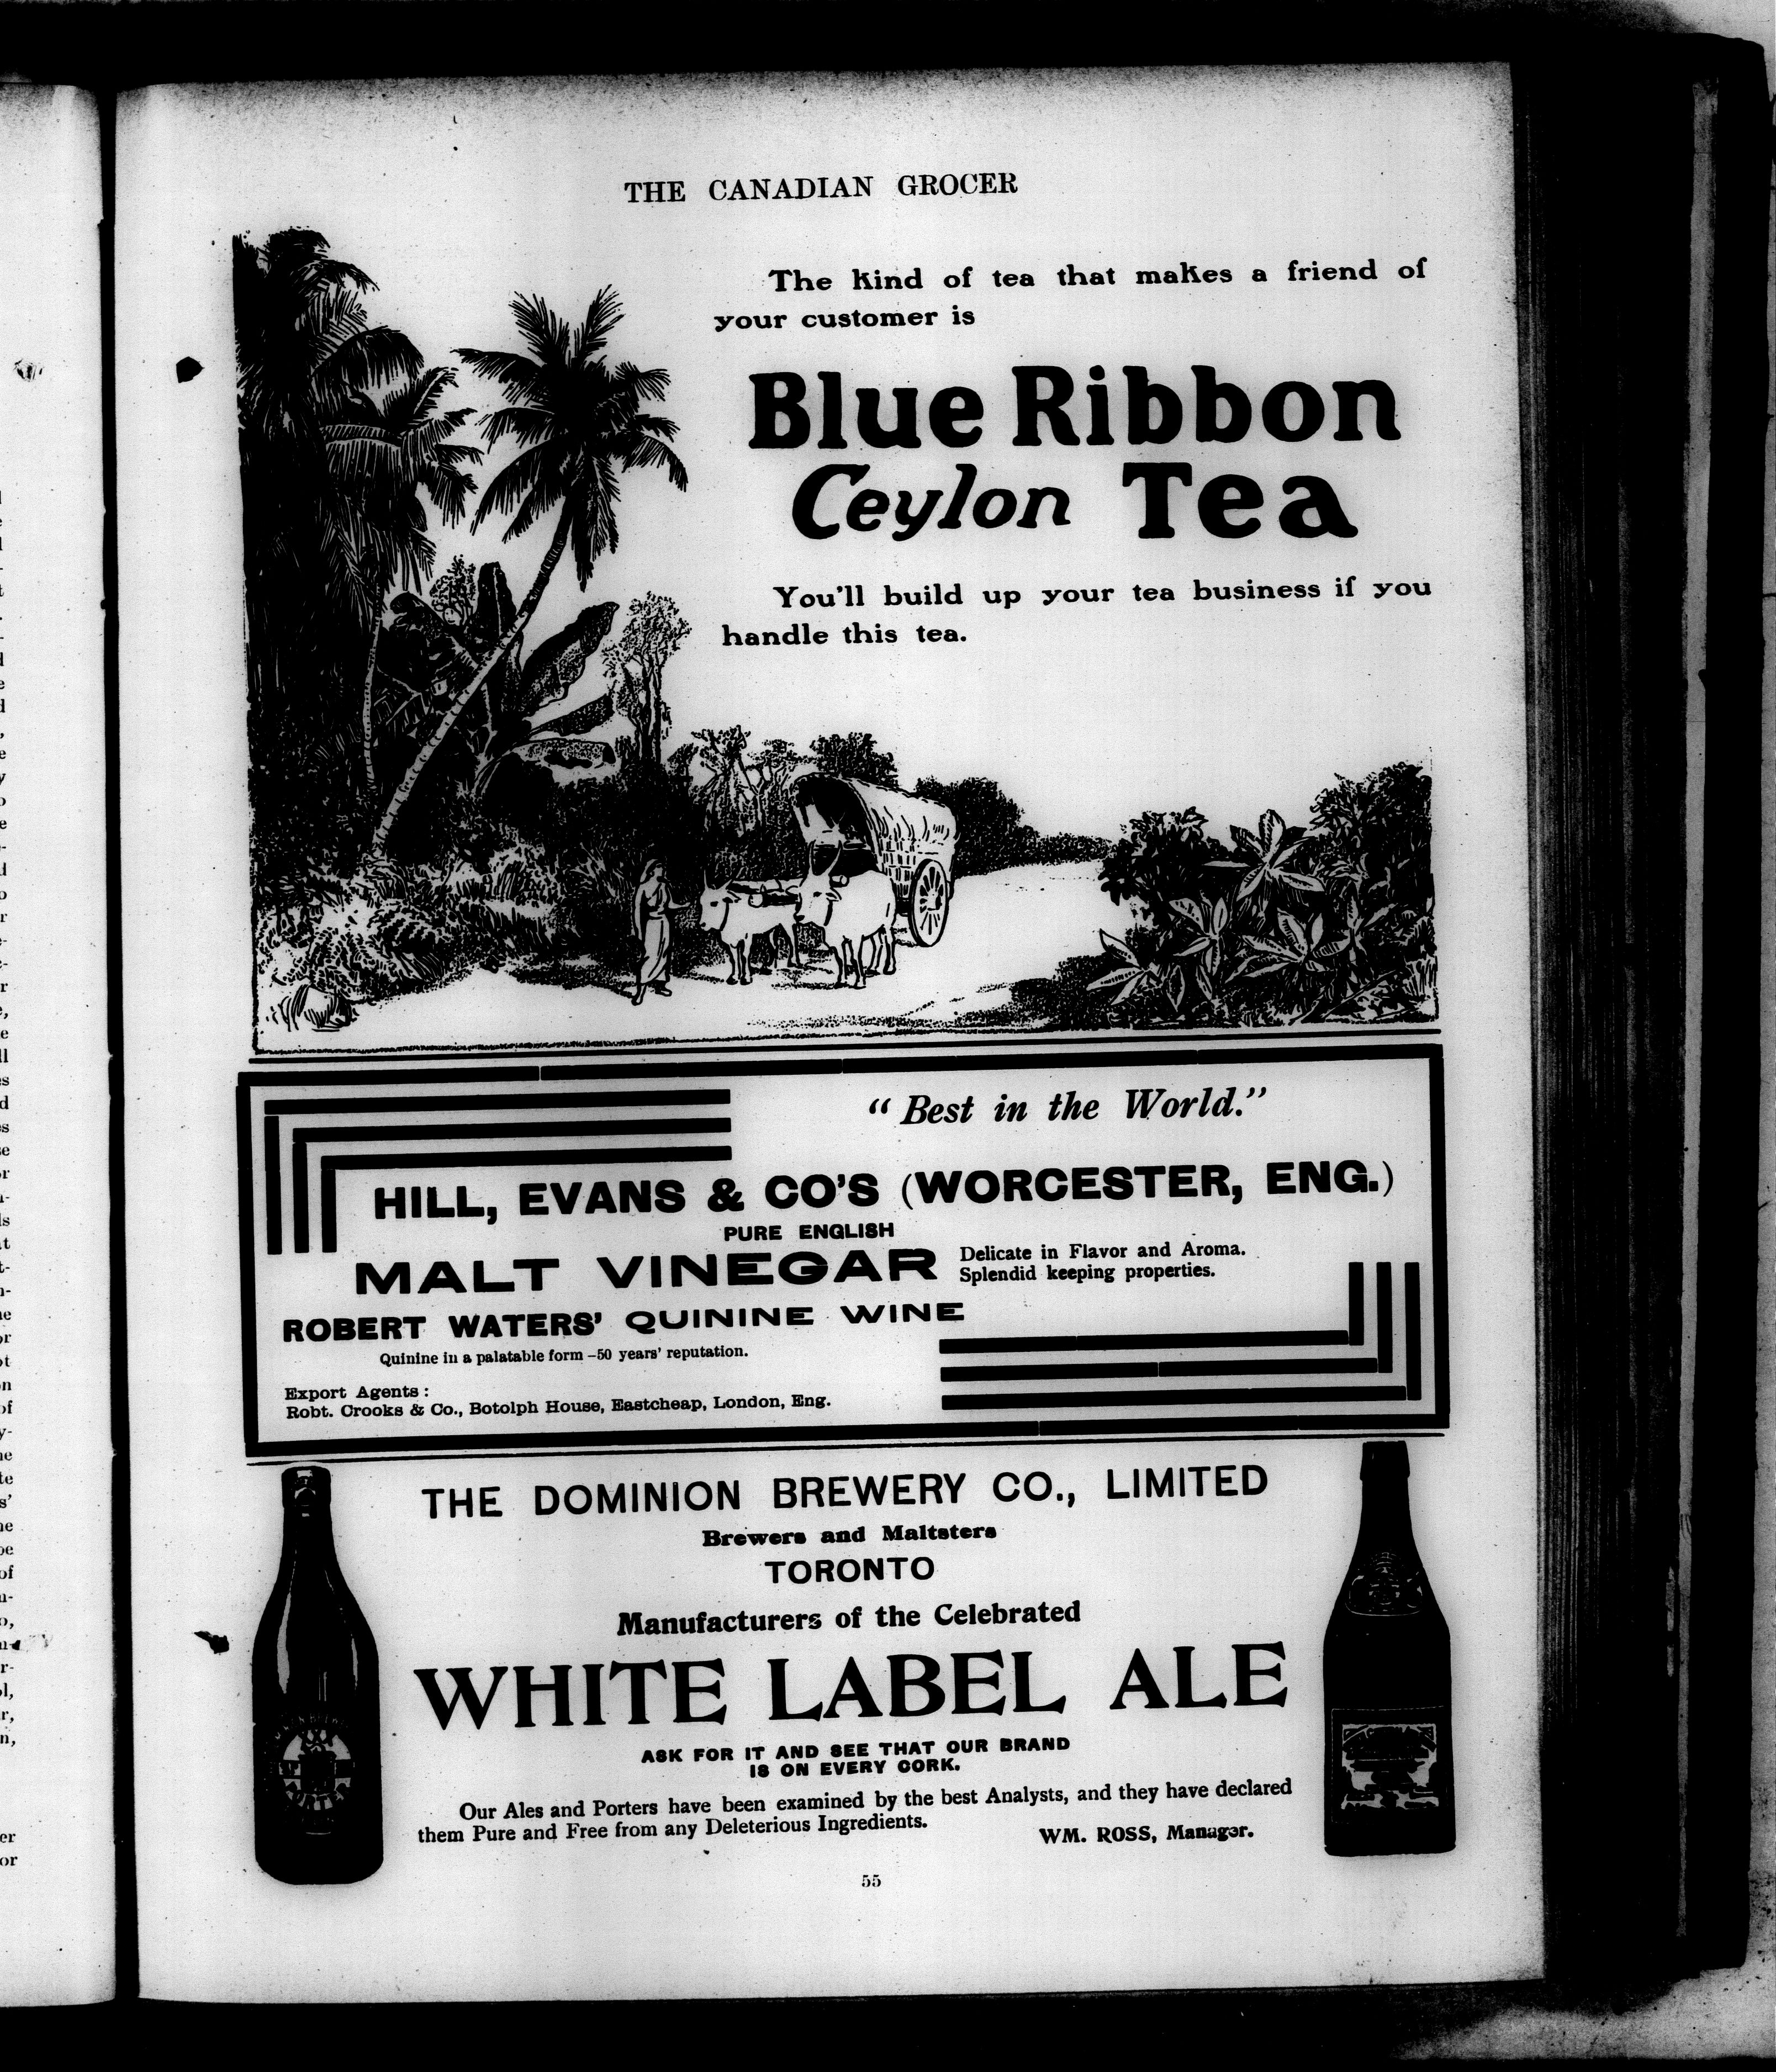 THE CANADIAN GROCER
The kind of tea that makes a friend of
your customer is
Blue Ribbon
Ceylon Tea
You'll build up your tea business if you
handle this tea.
"Best in the World."
HILL, EVANS & CO'S (WORCESTER, ENG.)
PURE ENGLISH
MALT VINEGAR
Delicate in Flavor and Aroma.
Splendid keeping properties.
ROBERT WATERS' QUININE WINE
Quinine in a palatable form -50 years' reputation.
Export Agents :
Robt. Crooks & Co., Botolph House, Eastcheap, London, Eng.
THE DOMINION BREWERY CO., LIMITED
Brewers and Maltsters
TORONTO
Manufacturers of the Celebrated
WHITE LABEL ALE
ASK FOR IT AND SEE THAT OUR BRAND
IS ON EVERY CORK.
Our Ales and Porters have been examined by the best Analysts, and they have declared
them Pure and Free from any Deleterious Ingredients.
WM. ROSS, Manager.
55